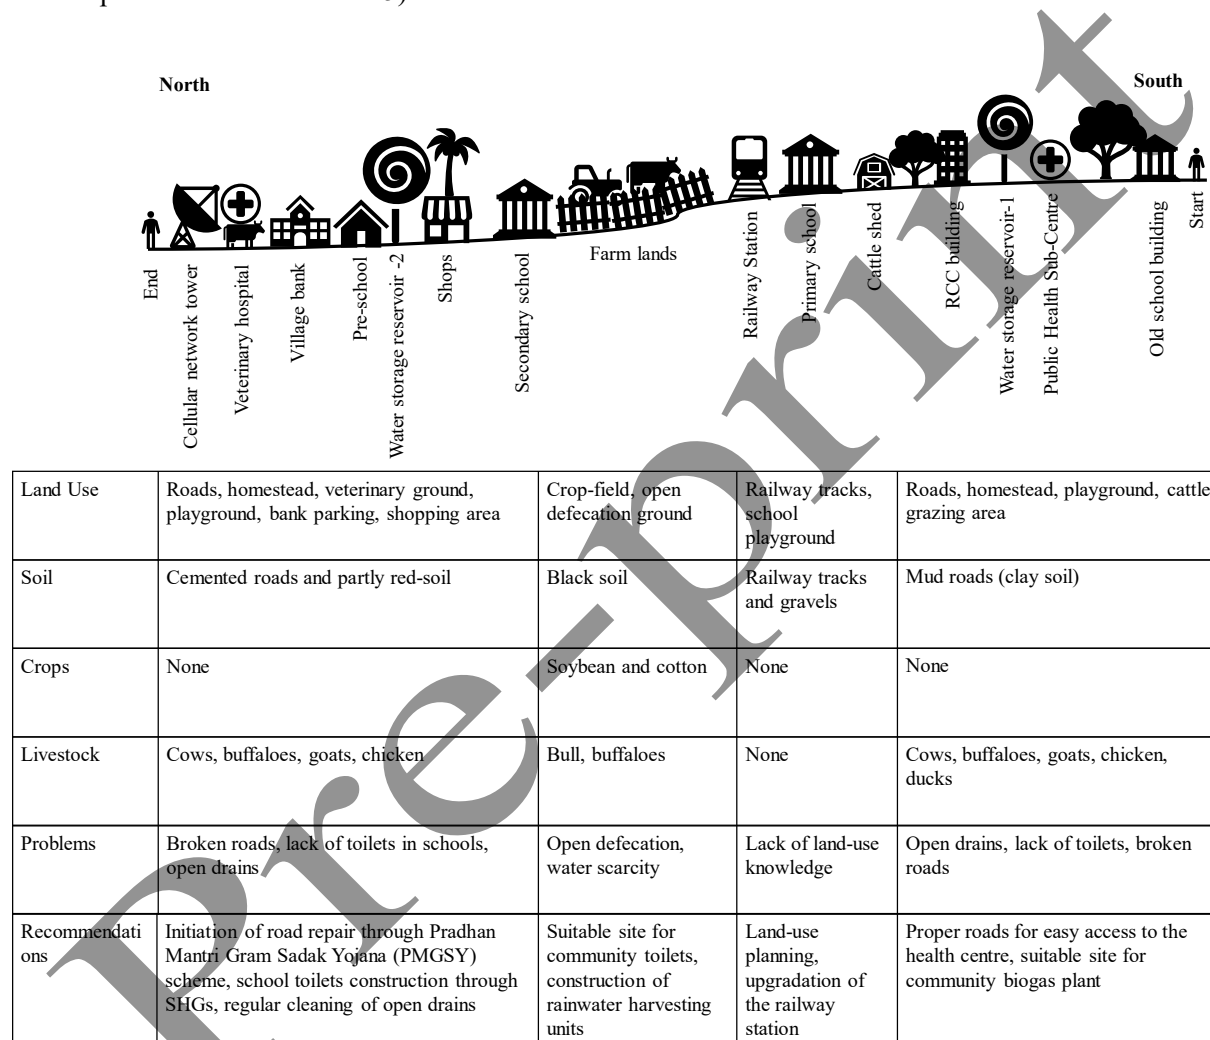 North
South
End
Cellular network tower
Veterinary hospital
Village bank
Pre-school
Water storage reservoir -2
Shops
Secondary school
Farm lands
Railway Station
Primary school
Cattle shed
RCC building
Water storage reservoir-1
Public Health Sub-Centre
Old school building
Start
Land Use
Roads, homestead, veterinary ground,
playground, bank parking, shopping area
Crop-field, open
defecation ground
Railway tracks,
school
playground
Roads, homestead, playground, cattle
grazing area
Soil
Cemented roads and partly red-soil
Black soil
Railway tracks
and gravels
Mud roads (clay soil)
Crops
None
Soybean and cotton
None
None
Livestock
Cows, buffaloes, goats, chicken
Bull, buffaloes
None
Cows, buffaloes, goats, chicken,
ducks
Problems
Broken roads, lack of toilets in schools,
open drains
Open defecation,
water scarcity
Lack of land-use
knowledge
Open drains, lack of toilets, broken
roads
Recommendati
ons
Initiation of road repair through Pradhan
Mantri Gram Sadak Yojana (PMGSY)
scheme, school toilets construction through
SHGs, regular cleaning of open drains
Suitable site for
community toilets,
construction of
rainwater harvesting
units
Land-use
planning,
upgradation of
the railway
station
Proper roads for easy access to the
health centre, suitable site for
community biogas plant
Pre-print